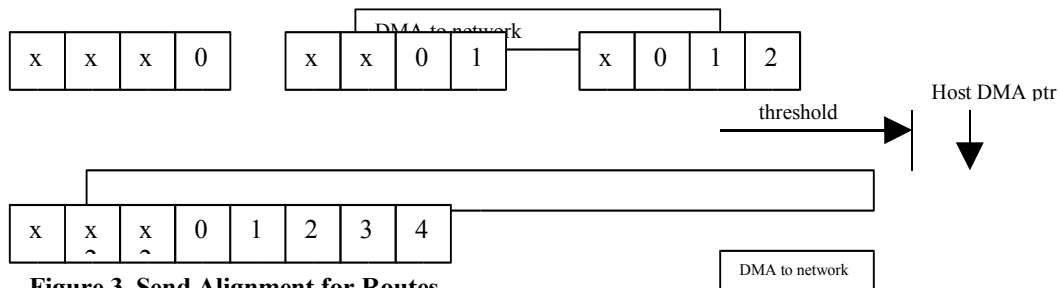 DMA to network
x x x 0 x x 0 1 x 0 1 2
Host DMA ptr
threshold
x x x 0 1 2 3 4
DMA to network
Figure 3. Send Alignment for Routes